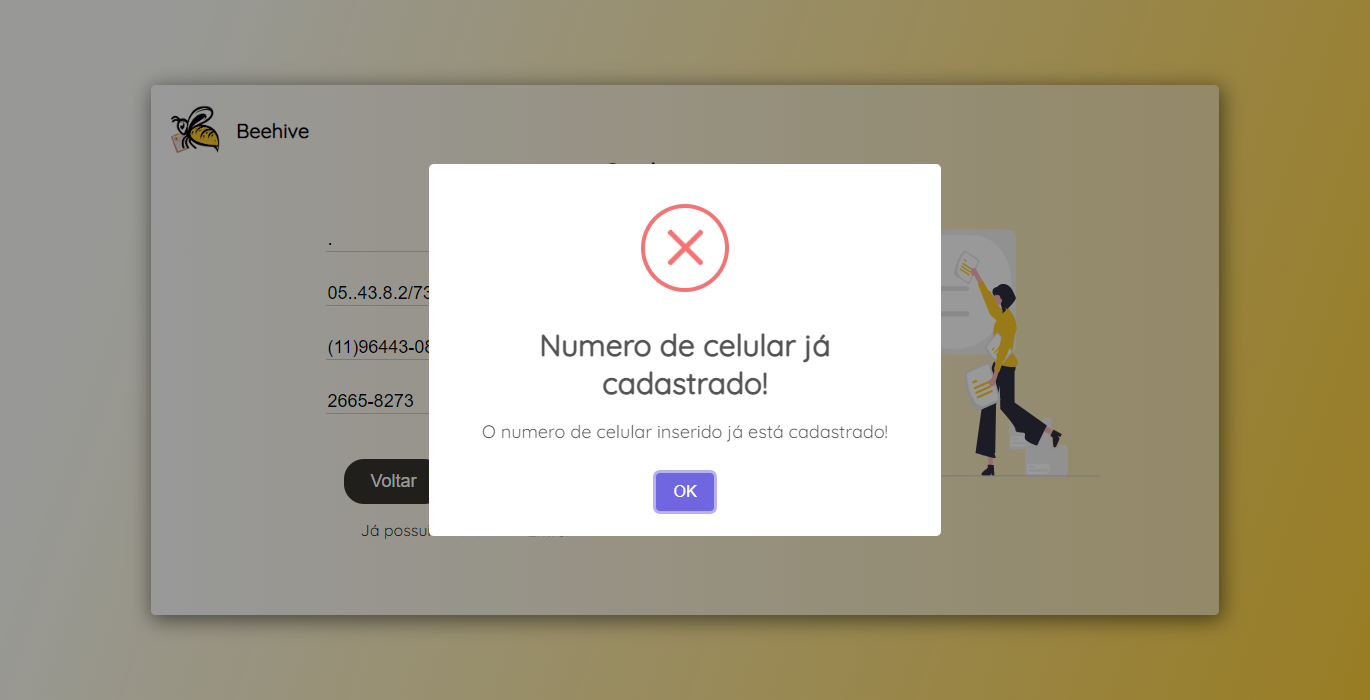 Beehive
.
05..43.8.2/73
(11)96443-08
2665-8273
Numero de celular já
cadastrado!
O numero de celular inserido já está cadastrado!
OK
Voltar
Já possui